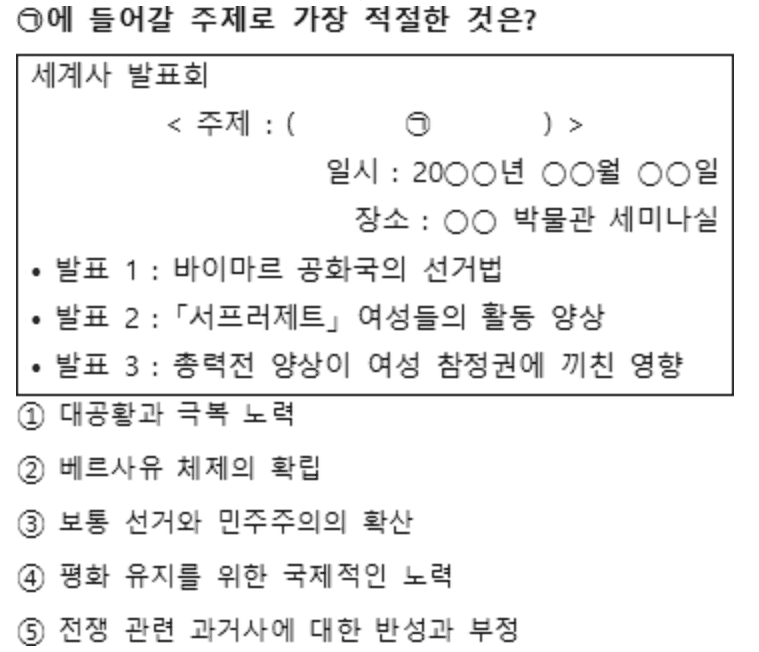 ㉠에 들어갈 주제로 가장 적절한 것은?
세계사 발표회
< 주제 : ( ㉠ ) >
일시 : 20○○년 ○○월 ○○일
장소 : ○○ 박물관 세미나실
• 발표 1 : 바이마르 공화국의 선거법
• 발표 2 : 「서프러제트」 여성들의 활동 양상
• 발표 3 : 총력전 양상이 여성 참정권에 끼친 영향
① 대공황과 극복 노력
② 베르사유 체제의 확립
③ 보통 선거와 민주주의의 확산
④ 평화 유지를 위한 국제적인 노력
⑤ 전쟁 관련 과거사에 대한 반성과 부정